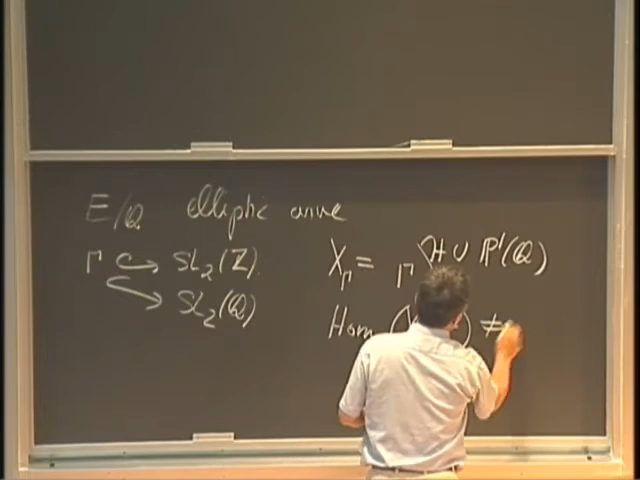 E/Q elliptic curve
Γ ↪ SL₂(Z).
↪ SL₂(Q)
X_Γ = Γ \ H ∪ P¹(Q)
Hom ( ) ≠